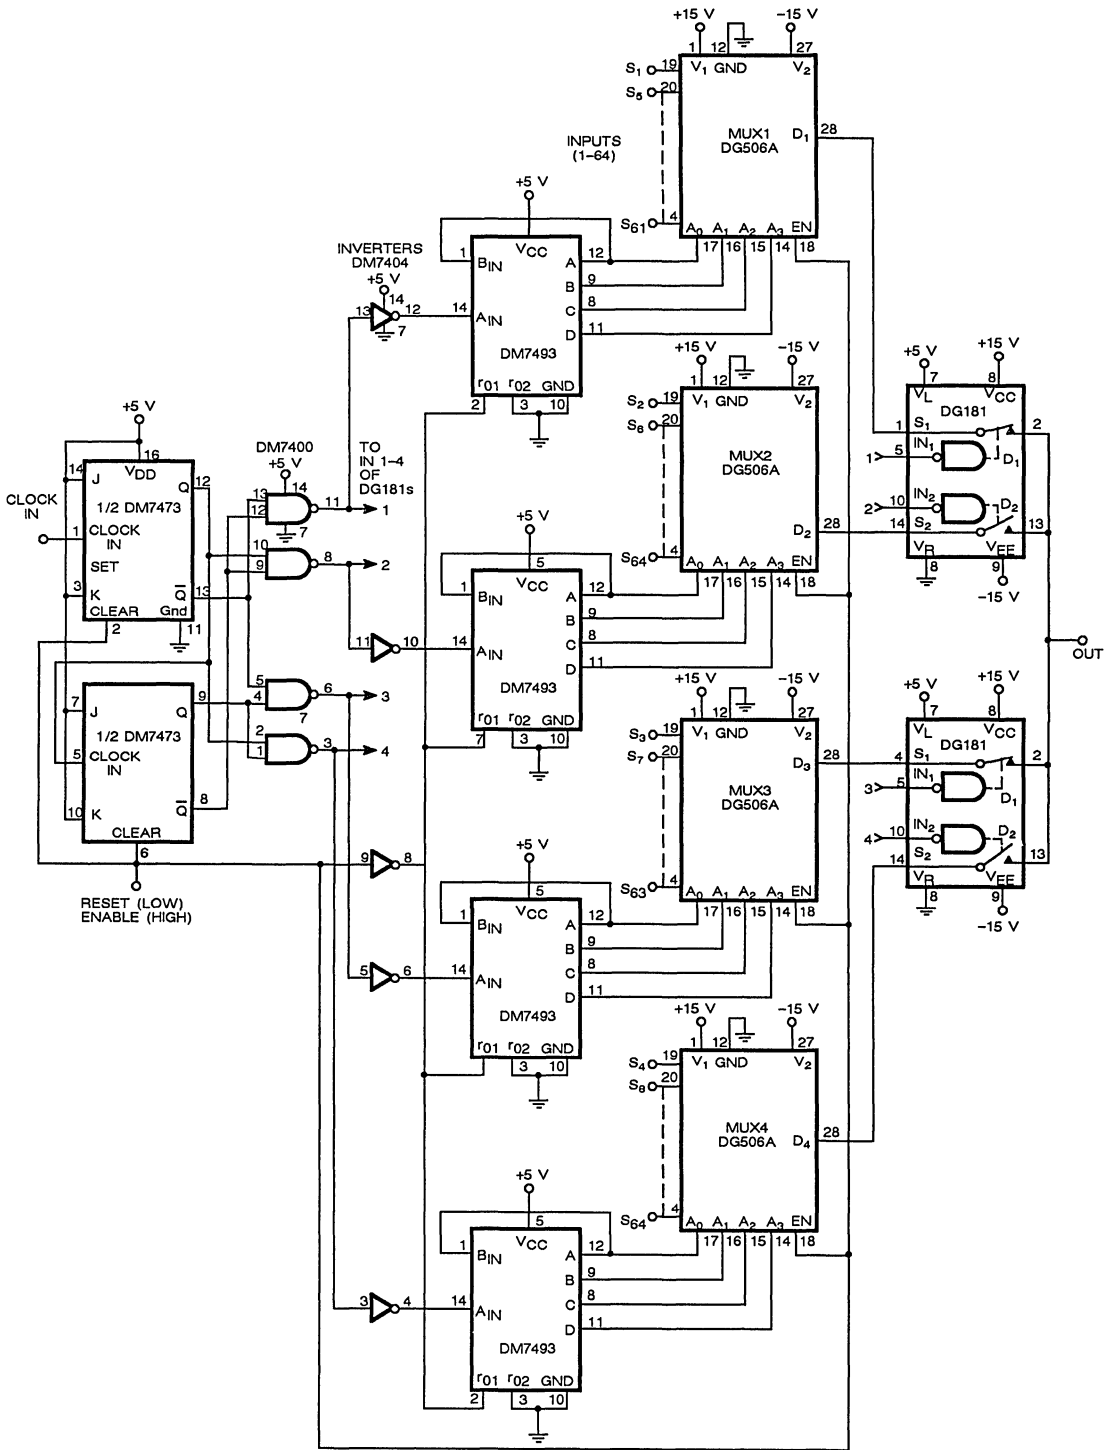 +15 V
-15 V
1 12 27
V1 GND V2
S1 19
S5 20
MUX1
DG506A
D1 28
INPUTS
(1-64)
S61 4
A0 A1 A2 A3 EN
17 16 15 14 18
+5 V
VCC
1 BIN
A 12
B 9
C 8
D 11
14 AIN
DM7493
r01 r02 GND
2 3 10
INVERTERS
DM7404
+5 V
14
13 12
7
+15 V
-15 V
1 12 27
V1 GND V2
S2 19
S6 20
MUX2
DG506A
D2 28
S64 4
A0 A1 A2 A3 EN
17 16 15 14 18
+5 V
5
VCC
1 BIN
A 12
B 9
C 8
D 11
14 AIN
DM7493
r01 r02 GND
7 3 10
11 10
+5 V
16
VDD
14 J
Q 12
1/2 DM7473
CLOCK
IN
1 CLOCK
IN
SET
3 K
Q 13
CLEAR Gnd
2 11
7 J
Q 9
1/2 DM7473
5 CLOCK
IN
10 K
Q 8
CLEAR
6
RESET (LOW)
ENABLE (HIGH)
DM7400
+5 V
14
13
12
11
7
TO
IN 1-4
OF
DG181s
1
10
9
8
2
5
4
6
7
3
2
1
3
4
9 8
+5 V
+15 V
7 8
VL VCC
DG181
1 S1 2
1 5 IN1 D1
2 10 IN2 D2
14 S2 13
VR VEE
8 9
-15 V
OUT
+15 V
-15 V
1 12 27
V1 GND V2
S3 19
S7 20
MUX3
DG506A
D3 28
S63 4
A0 A1 A2 A3 EN
17 16 15 14 18
+5 V
+15 V
7 8
VL VCC
DG181
4 S1 2
3 5 IN1 D1
4 10 IN2 D2
14 S2 13
VR VEE
8 9
-15 V
+5 V
5
VCC
1 BIN
A 12
B 9
C 8
D 11
5 6
14 AIN
DM7493
r01 r02 GND
3 10
+15 V
-15 V
1 12 27
V1 GND V2
S4 19
S8 20
MUX4
DG506A
D4 28
S64 4
A0 A1 A2 A3 EN
17 16 15 14 18
+5 V
5
VCC
1 BIN
A 12
B 9
C 8
D 11
3 4
14 AIN
DM7493
r01 r02 GND
2 3 10